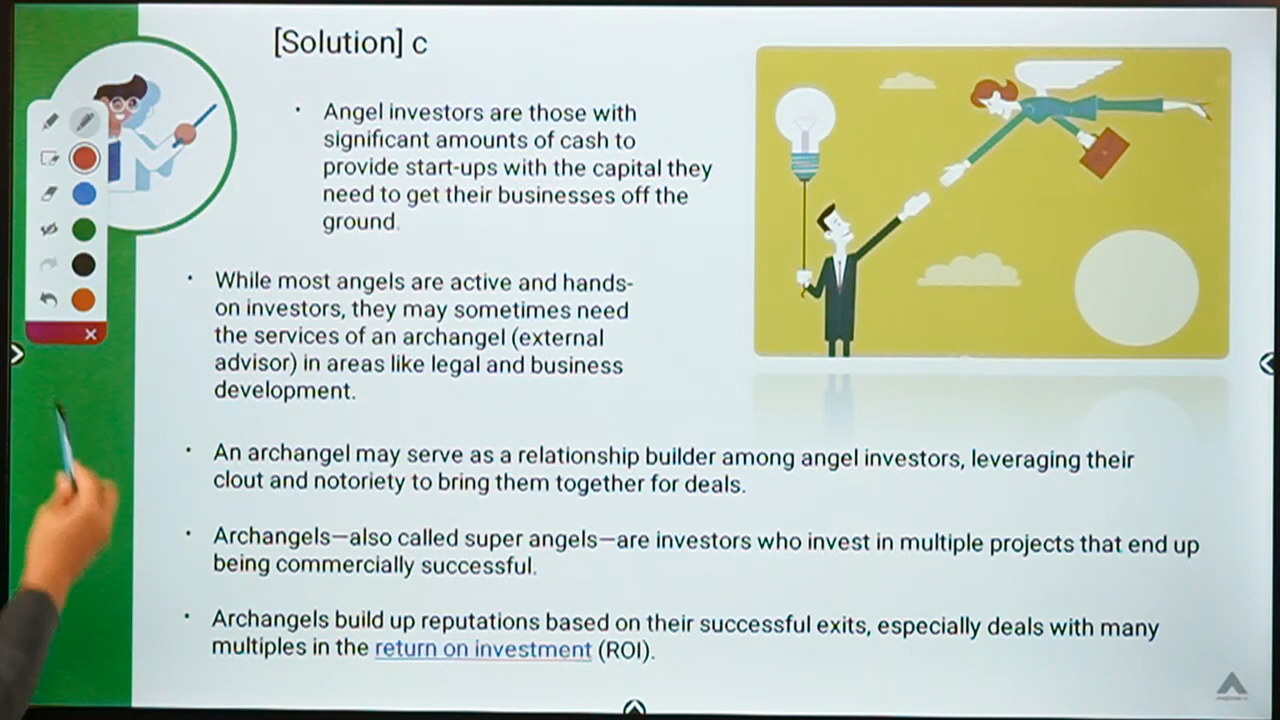 [Solution] c
• Angel investors are those with
significant amounts of cash to
provide start-ups with the capital they
need to get their businesses off the
ground.
• While most angels are active and hands-
on investors, they may sometimes need
the services of an archangel (external
advisor) in areas like legal and business
development.
• An archangel may serve as a relationship builder among angel investors, leveraging their
clout and notoriety to bring them together for deals.
• Archangels—also called super angels—are investors who invest in multiple projects that end up
being commercially successful.
• Archangels build up reputations based on their successful exits, especially deals with many
multiples in the return on investment (ROI).